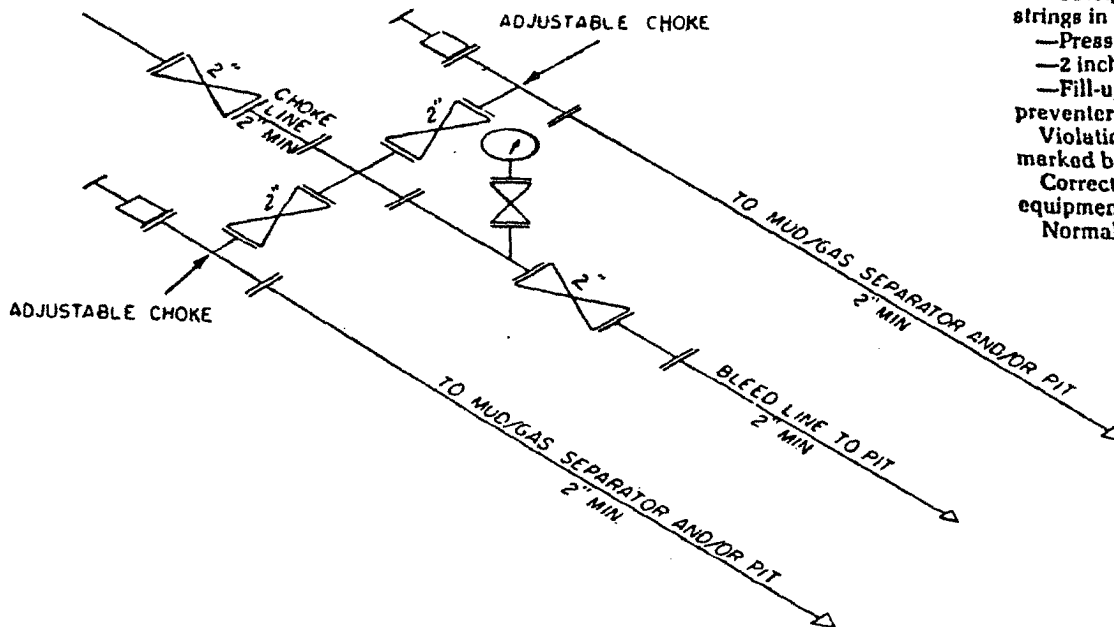 ADJUSTABLE CHOKE
2"
CHOKE
LINE
2" MIN
2"
2"
ADJUSTABLE CHOKE
2"
TO MUD/GAS SEPARATOR AND/OR PIT
2" MIN
BLEED LINE TO PIT
2" MIN
TO MUD/GAS SEPARATOR AND/OR PIT
2" MIN.
strings in
—Press
—2 inch
—Fill-u
preventer
Violatio
marked b
Correct
equipmen
Normal